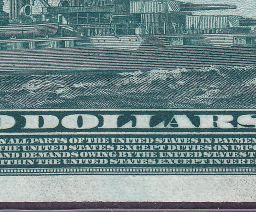 D DOLLARS
N ALL PARTS OF THE UNITED STATES IN PAYMEN
THE UNITED STATES EXCEPT DUTIES ON IMPO
AND DEMANDS OWING BY THE UNITED STATES T
WITHIN THE UNITED STATES, EXCEPT INTERE